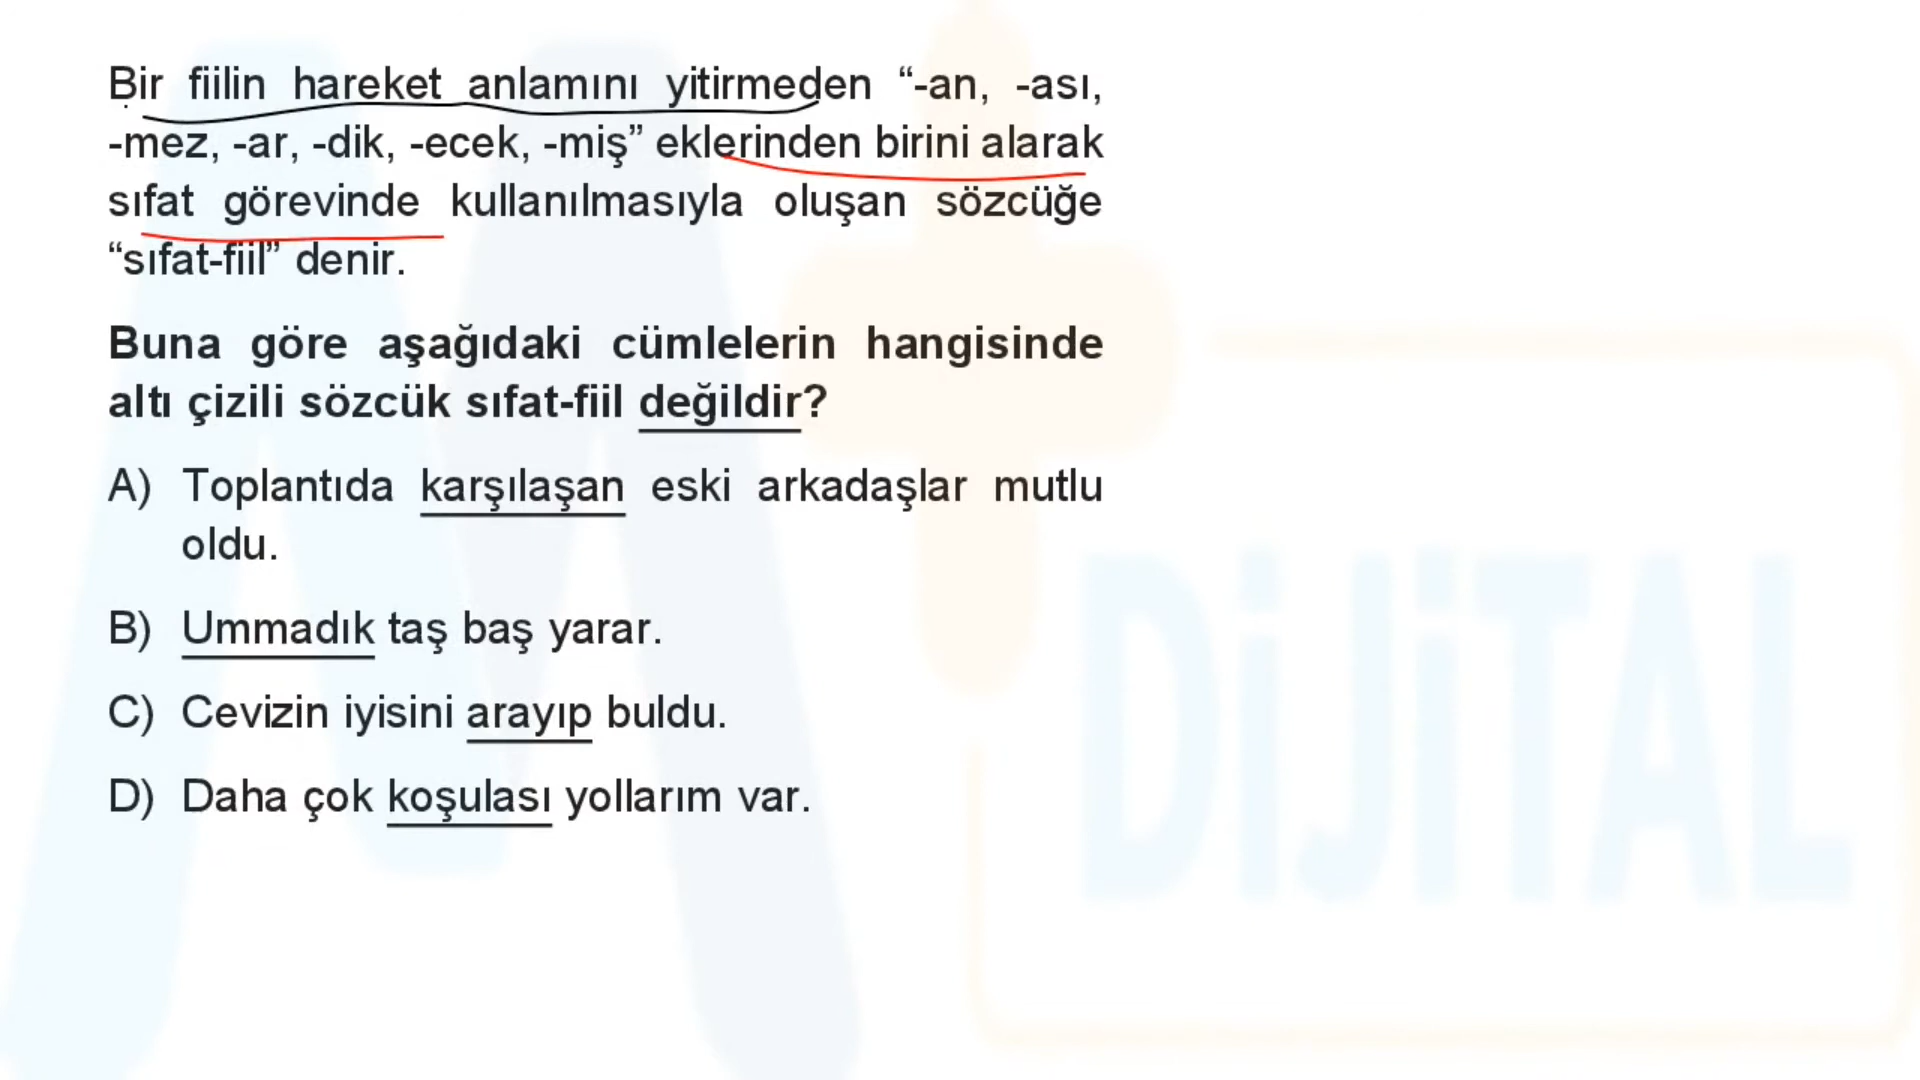 Bir fiilin hareket anlamını yitirmeden “-an, -ası,
-mez, -ar, -dik, -ecek, -miş” eklerinden birini alarak
sıfat görevinde kullanılmasıyla oluşan sözcüğe
“sıfat-fiil” denir.
Buna göre aşağıdaki cümlelerin hangisinde
altı çizili sözcük sıfat-fiil değildir?
A) Toplantıda karşılaşan eski arkadaşlar mutlu
oldu.
B) Ummadık taş baş yarar.
C) Cevizin iyisini arayıp buldu.
D) Daha çok koşulası yollarım var.
DİJİTAL